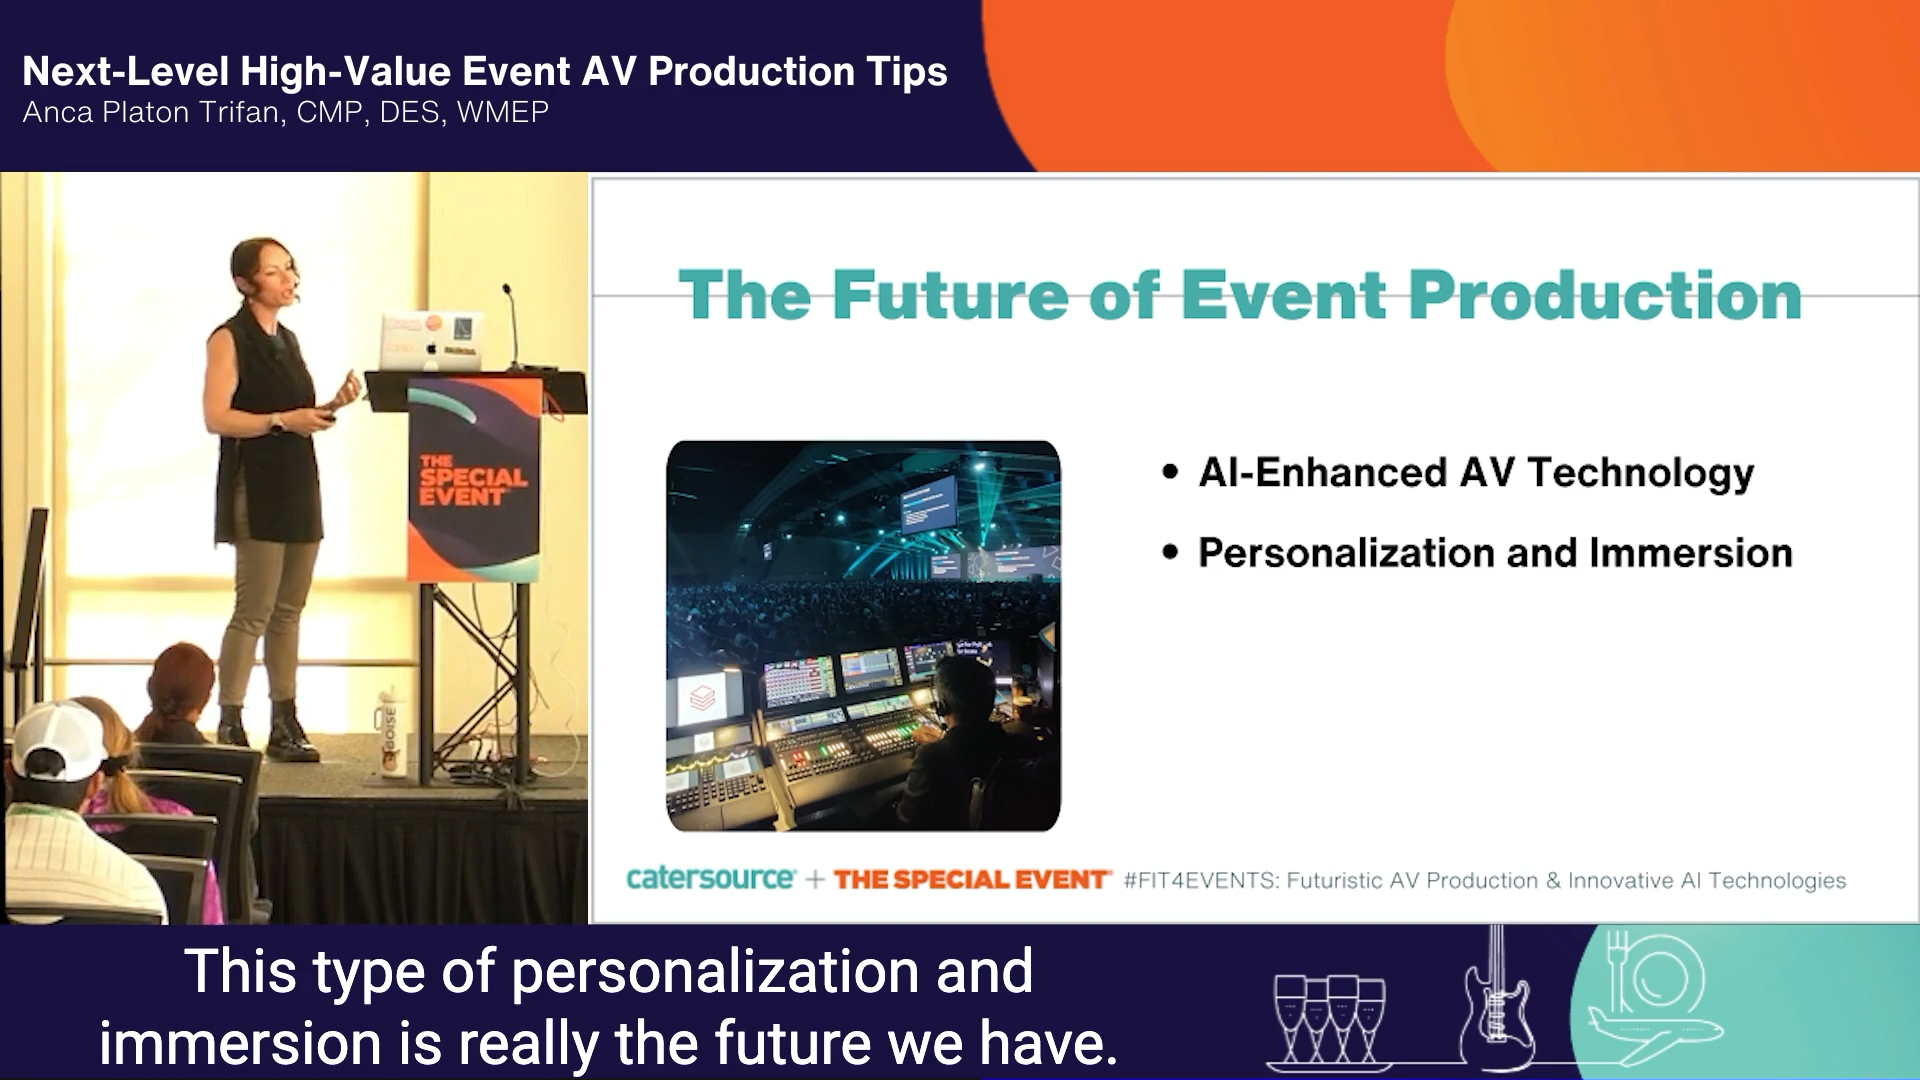 Next-Level High-Value Event AV Production Tips
Anca Platon Trifan, CMP, DES, WMEP
The Future of Event Production
THE
SPECIAL
EVENT
• AI-Enhanced AV Technology
• Personalization and Immersion
BOISE
catersource + THE SPECIAL EVENT #FIT4EVENTS: Futuristic AV Production & Innovative AI Technologies
This type of personalization and
immersion is really the future we have.